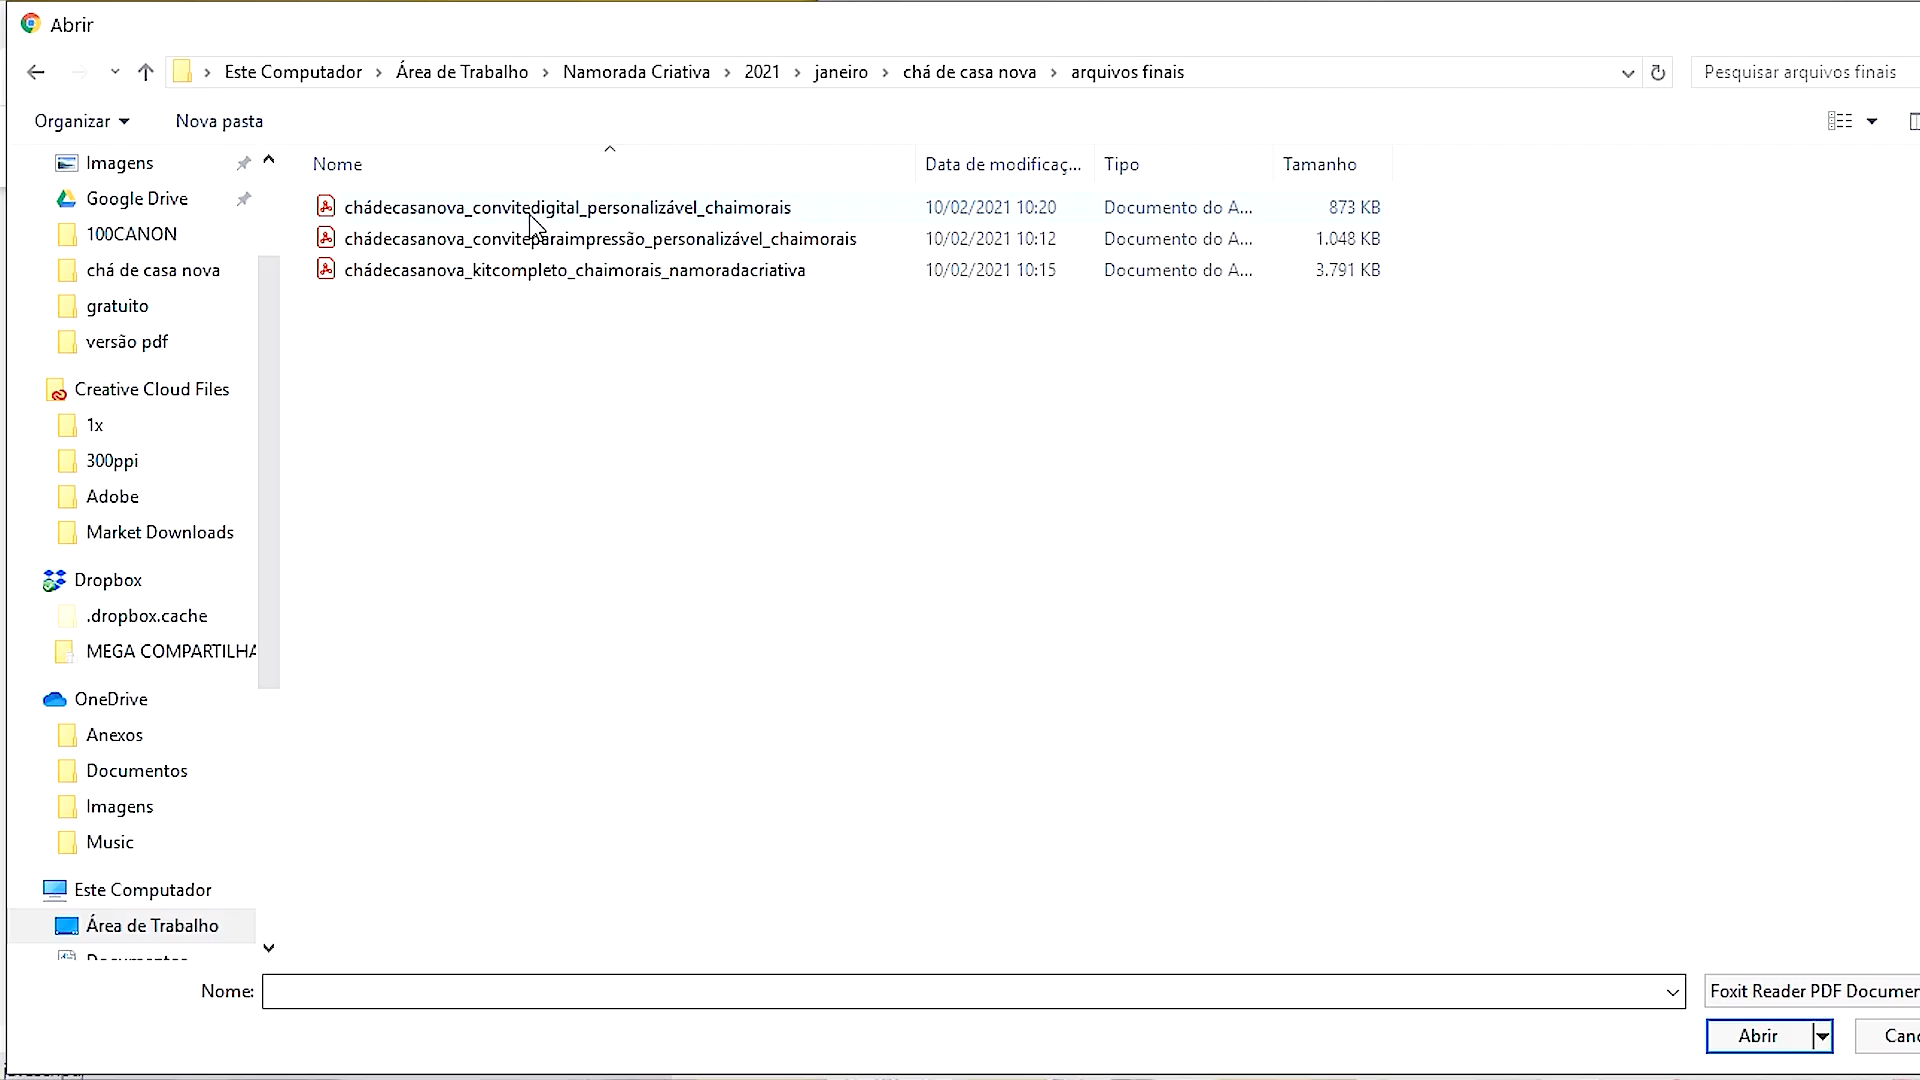 Abrir
Este Computador > Área de Trabalho > Namorada Criativa > 2021 > janeiro > chá de casa nova > arquivos finais
Pesquisar arquivos finais
Organizar
Nova pasta
Imagens
Google Drive
100CANON
chá de casa nova
gratuito
versão pdf
Creative Cloud Files
1x
300ppi
Adobe
Market Downloads
Dropbox
.dropbox.cache
MEGA COMPARTILHA
OneDrive
Anexos
Documentos
Imagens
Music
Este Computador
Área de Trabalho
Documentos
Nome Data de modificaç... Tipo Tamanho
chádecasanova_convitedigital_personalizável_chaimorais 10/02/2021 10:20 Documento do A... 873 KB
chádecasanova_conviteparaimpressão_personalizável_chaimorais 10/02/2021 10:12 Documento do A... 1.048 KB
chádecasanova_kitcompleto_chaimorais_namoradacriativa 10/02/2021 10:15 Documento do A... 3.791 KB
Nome:
Foxit Reader PDF Documen
Abrir
Canc